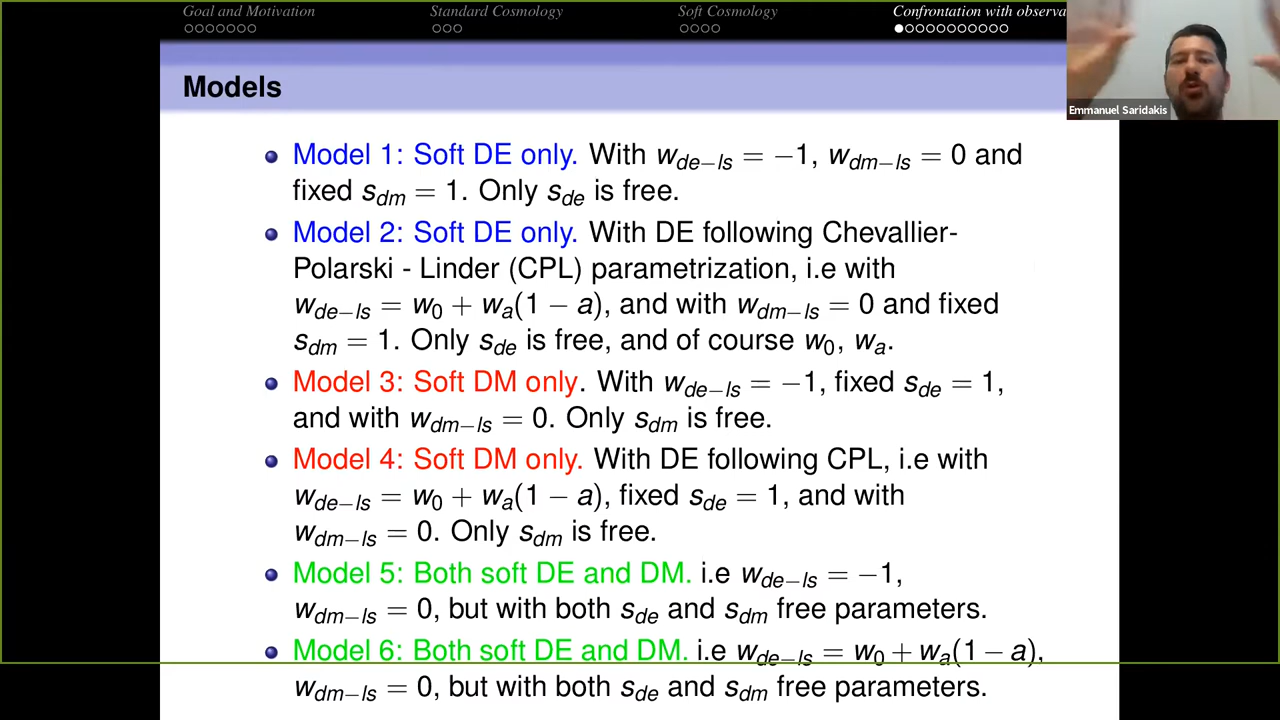 Goal and Motivation Standard Cosmology Soft Cosmology Confrontation with observa
Emmanuel Saridakis
Models
Model 1: Soft DE only. With w_{de−ls} = −1, w_{dm−ls} = 0 and
fixed s_{dm} = 1. Only s_{de} is free.
Model 2: Soft DE only. With DE following Chevallier-
Polarski - Linder (CPL) parametrization, i.e with
w_{de−ls} = w_0 + w_a(1 − a), and with w_{dm−ls} = 0 and fixed
s_{dm} = 1. Only s_{de} is free, and of course w_0, w_a.
Model 3: Soft DM only. With w_{de−ls} = −1, fixed s_{de} = 1,
and with w_{dm−ls} = 0. Only s_{dm} is free.
Model 4: Soft DM only. With DE following CPL, i.e with
w_{de−ls} = w_0 + w_a(1 − a), fixed s_{de} = 1, and with
w_{dm−ls} = 0. Only s_{dm} is free.
Model 5: Both soft DE and DM. i.e w_{de−ls} = −1,
w_{dm−ls} = 0, but with both s_{de} and s_{dm} free parameters.
Model 6: Both soft DE and DM. i.e w_{de−ls} = w_0 + w_a(1 − a),
w_{dm−ls} = 0, but with both s_{de} and s_{dm} free parameters.